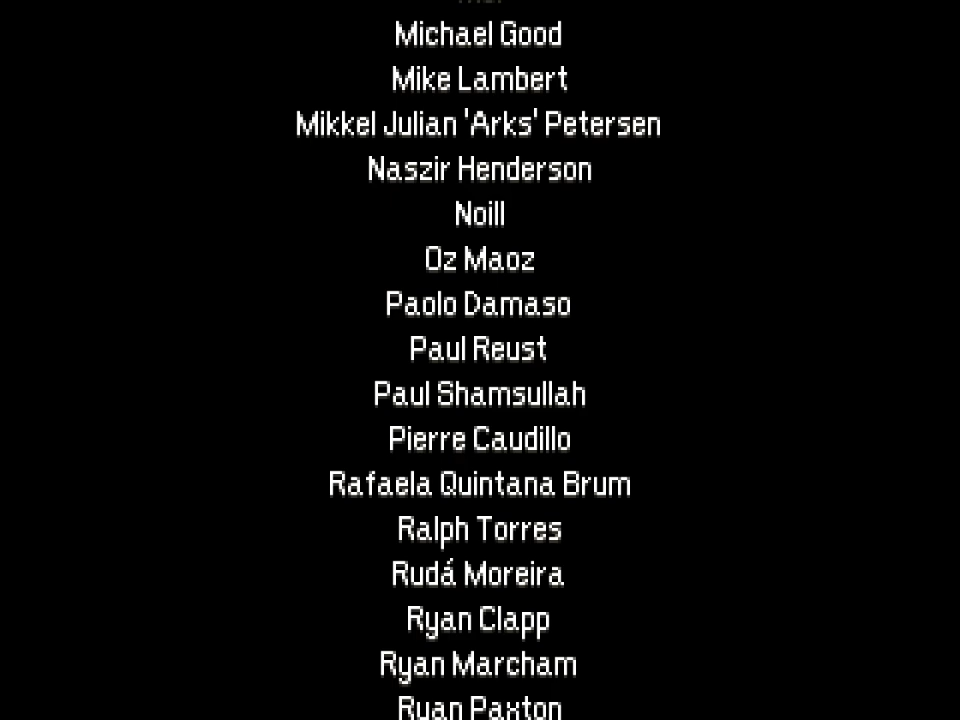 Michael Good
Mike Lambert
Mikkel Julian 'Arks' Petersen
Naszir Henderson
Noill
Oz Maoz
Paolo Damaso
Paul Reust
Paul Shamsullah
Pierre Caudillo
Rafaela Quintana Brum
Ralph Torres
Rudá Moreira
Ryan Clapp
Ryan Marcham
Ryan Paxton